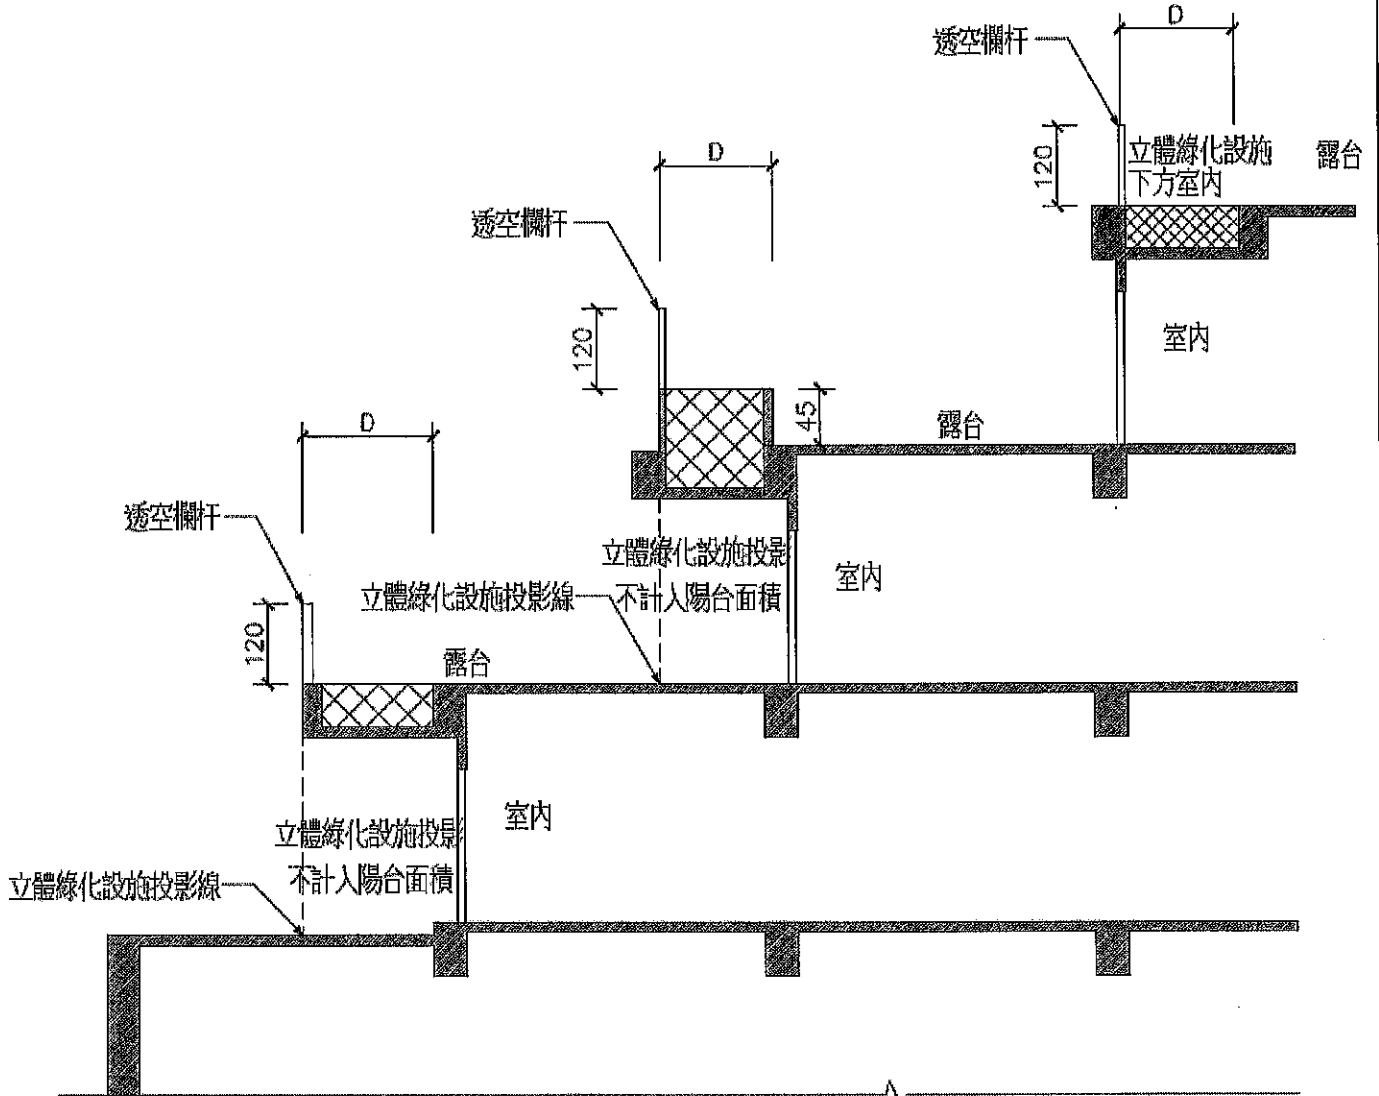 D
透空欄杆
120
立體綠化設施
下方室內
露台
D
透空欄杆
室內
120
45
露台
D
透空欄杆
立體綠化設施投影
不計入陽台面積
室內
立體綠化設施投影線
120
露台
室內
立體綠化設施投影
不計入陽台面積
立體綠化設施投影線